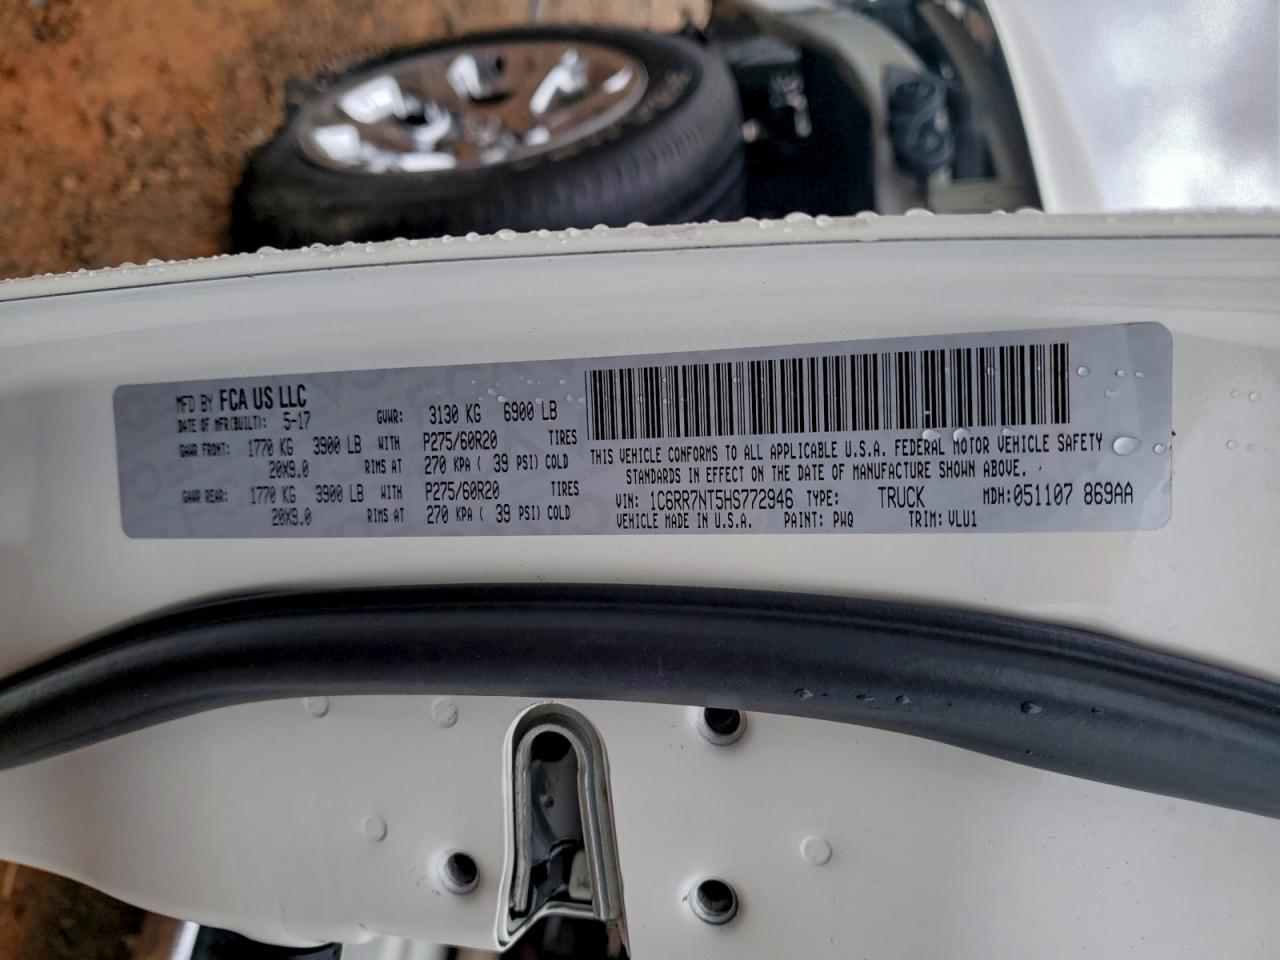 MFD BY FCA US LLC
DATE OF MFR(BUILT): 5-17 GVWR: 3130 KG 6900 LB
GAWR FRONT: 1770 KG 3900 LB WITH P275/60R20 TIRES
20X9.0 RIMS AT 270 KPA ( 39 PSI) COLD
GAWR REAR: 1770 KG 3900 LB WITH P275/60R20 TIRES
20X9.0 RIMS AT 270 KPA ( 39 PSI) COLD
THIS VEHICLE CONFORMS TO ALL APPLICABLE U.S.A. FEDERAL MOTOR VEHICLE SAFETY
STANDARDS IN EFFECT ON THE DATE OF MANUFACTURE SHOWN ABOVE.
VIN: 1C6RR7NT5HS772946 TYPE: TRUCK MDH:051107 869AA
VEHICLE MADE IN U.S.A. PAINT: PWQ TRIM: VLU1